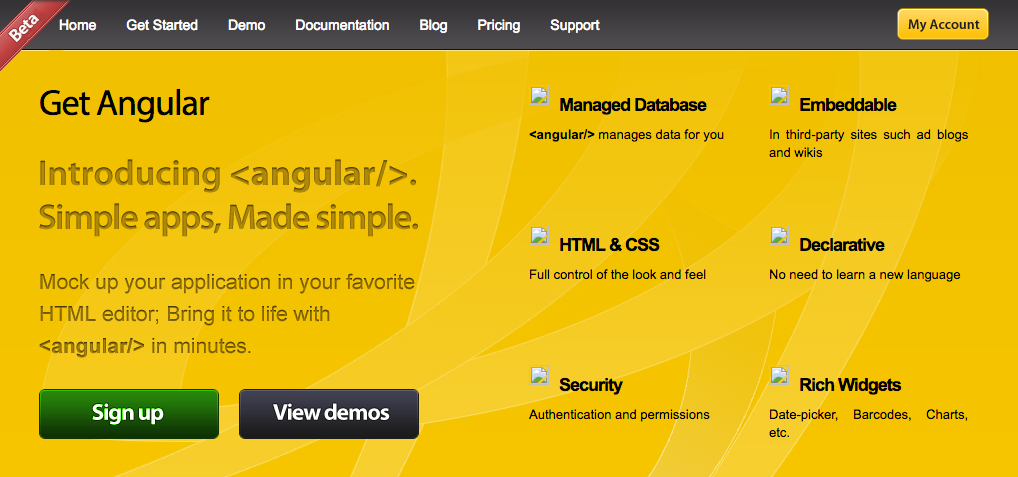 Beta
Home Get Started Demo Documentation Blog Pricing Support My Account
Get Angular
Introducing <angular/>.
Simple apps, Made simple.
Mock up your application in your favorite
HTML editor; Bring it to life with
<angular/> in minutes.
Sign up View demos
Managed Database
<angular/> manages data for you
Embeddable
In third-party sites such ad blogs
and wikis
HTML & CSS
Full control of the look and feel
Declarative
No need to learn a new language
Security
Authentication and permissions
Rich Widgets
Date-picker, Barcodes, Charts,
etc.